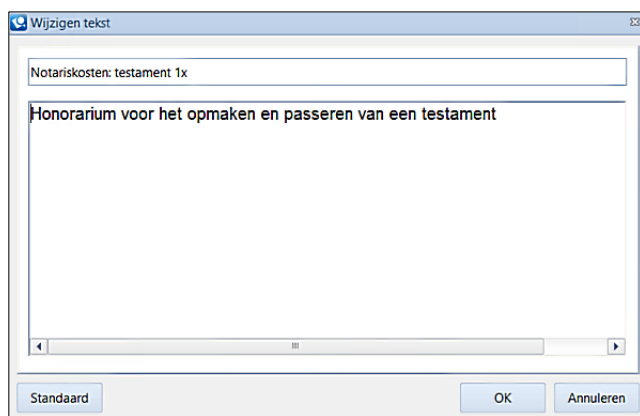 Wijzigen tekst
Notariskosten: testament 1x
Honorarium voor het opmaken en passeren van een testament
Standaard
OK
Annuleren